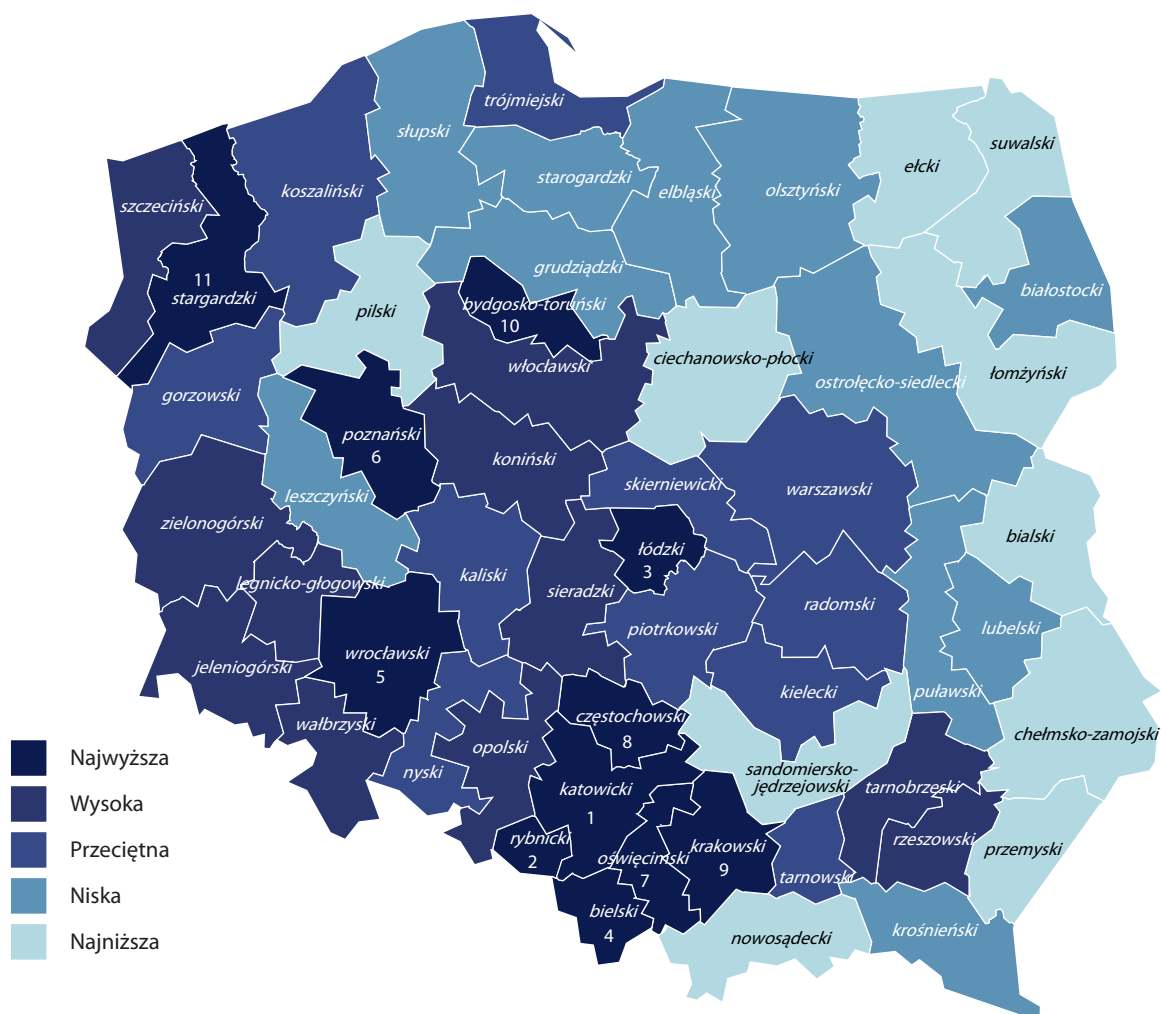 trójmiejski
słupski
suwalski
ełcki
starogardzki
koszaliński
elbląski
olsztyński
szczeciński
grudziądzki
11
stargardzki
białostocki
bydgosko-toruński
10
pilski
ciechanowsko-płocki
włocławski
łomżyński
ostrołęcko-siedlecki
gorzowski
poznański
6
koniński
skierniewicki
warszawski
leszczyński
zielonogórski
bialski
łódzki
3
kaliski
legnicko-głogowski
sieradzki
radomski
piotrkowski
lubelski
wrocławski
5
jeleniogórski
kielecki
puławski
częstochowski
8
wałbrzyski
chełmsko-zamojski
opolski
nyski
sandomiersko-
jędrzejowski
tarnobrzeski
katowicki
1
rybnicki
2
oświęcimski
7
krakowski
9
rzeszowski
przemyski
tarnowski
bielski
4
nowosądecki
krośnieński
Najwyższa
Wysoka
Przeciętna
Niska
Najniższa